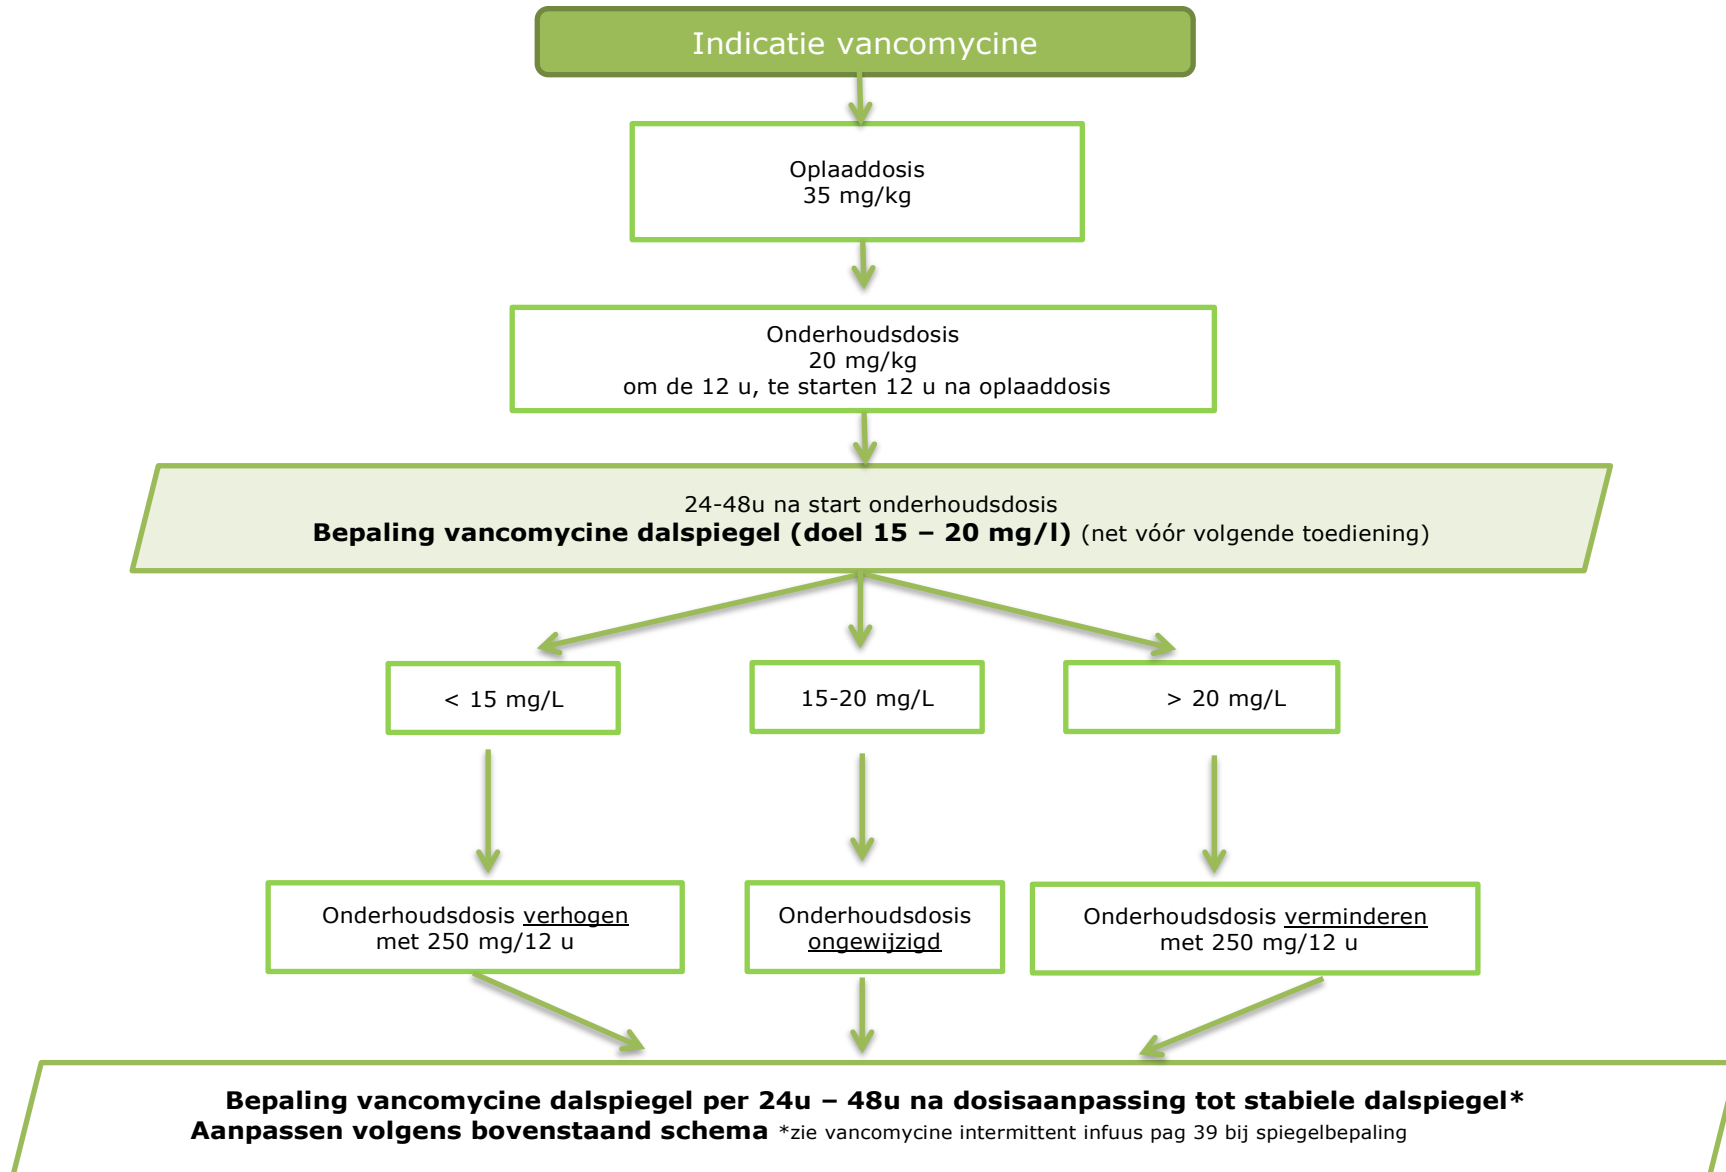 Indicatie vancomycine
Oplaaddosis
35 mg/kg
Onderhoudsdosis
20 mg/kg
om de 12 u, te starten 12 u na oplaaddosis
24-48u na start onderhoudsdosis
Bepaling vancomycine dalspiegel (doel 15 – 20 mg/l) (net vóór volgende toediening)
< 15 mg/L
15-20 mg/L
> 20 mg/L
Onderhoudsdosis verhogen
met 250 mg/12 u
Onderhoudsdosis
ongewijzigd
Onderhoudsdosis verminderen
met 250 mg/12 u
Bepaling vancomycine dalspiegel per 24u – 48u na dosisaanpassing tot stabiele dalspiegel*
Aanpassen volgens bovenstaand schema *zie vancomycine intermittent infuus pag 39 bij spiegelbepaling